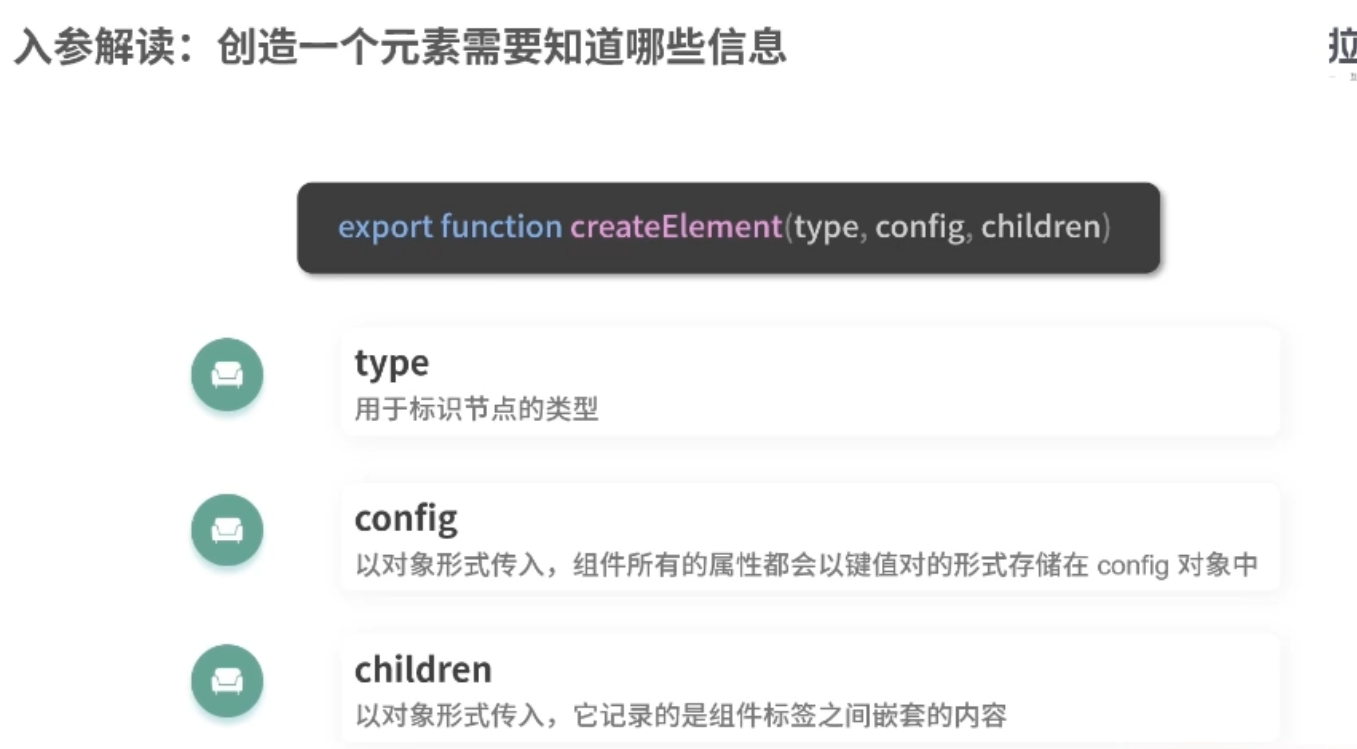 入参解读：创造一个元素需要知道哪些信息
拉
export function createElement(type, config, children)
type
用于标识节点的类型
config
以对象形式传入，组件所有的属性都会以键值对的形式存储在 config 对象中
children
以对象形式传入，它记录的是组件标签之间嵌套的内容